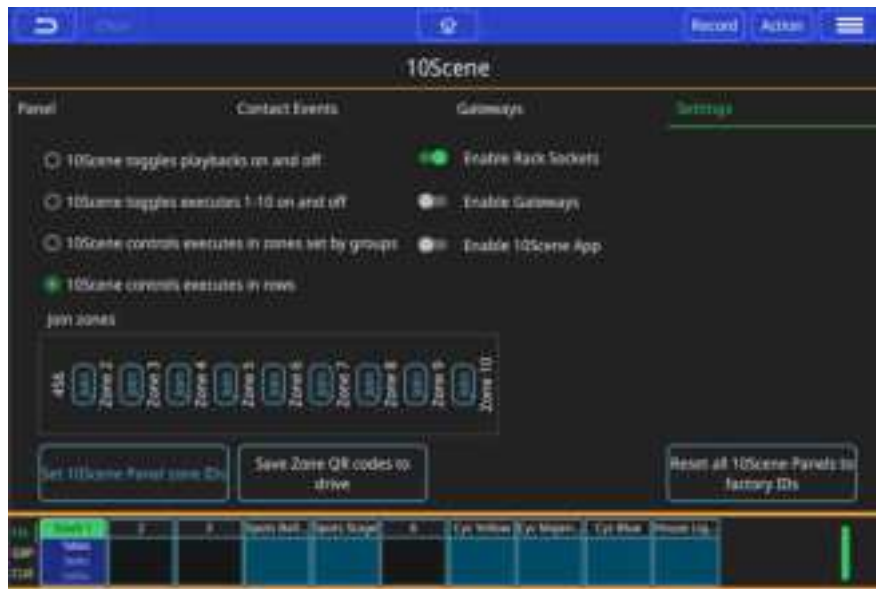 Record Action
10Scene
Panel Contact Events Gateways Settings
10Scene toggles playbacks on and off
Enable Rack Sockets
10Scene toggles executes 1-10 on and off
Enable Gateways
10Scene controls executes in zones set by groups
Enable 10Scene App
10Scene controls executes in rows
Join zones
456 Zone 2 Zone 3 Zone 4 Zone 5 Zone 6 Zone 7 Zone 8 Zone 9 Zone 10
Set 10Scene Panel zone IDs
Save Zone QR codes to
drive
Reset all 10Scene Panels to
factory IDs
2 3 Spots Stage 6 Cyc Yellow Cyc Blue